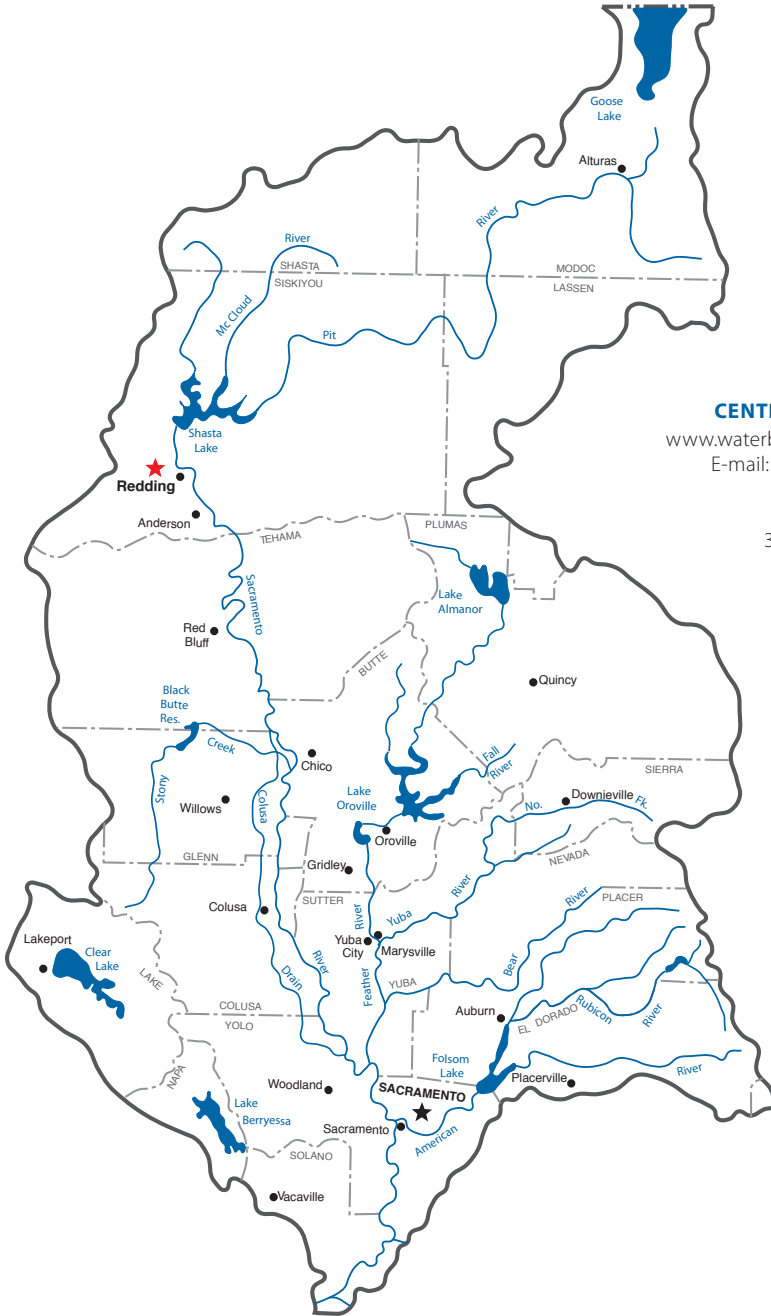 Goose
Lake
Alturas
River
River
SHASTA
SISKIYOU
MODOC
LASSEN
Mc Cloud
Pit
Shasta
Lake
CENT
www.waterb
E-mail:
3
Redding
Anderson
TEHAMA
PLUMAS
Sacramento
Lake
Almanor
Red
Bluff
BUTTE
Quincy
Black
Butte
Res.
Creek
Stony
Chico
Fall
River
SIERRA
Willows
Colusa
Lake
Oroville
Downieville
No.
Fk.
Oroville
GLENN
Gridley
NEVADA
River
SUTTER
Colusa
River
Yuba
River
PLACER
Lakeport
Clear
Lake
Yuba
City
Marysville
Bear
LAKE
Drain
River
Feather
YUBA
COLUSA
YOLO
Auburn
EL DORADO
Rubicon
River
NAPA
Folsom
Lake
Placerville
River
Woodland
SACRAMENTO
Lake
Berryessa
Sacramento
American
SOLANO
Vacaville